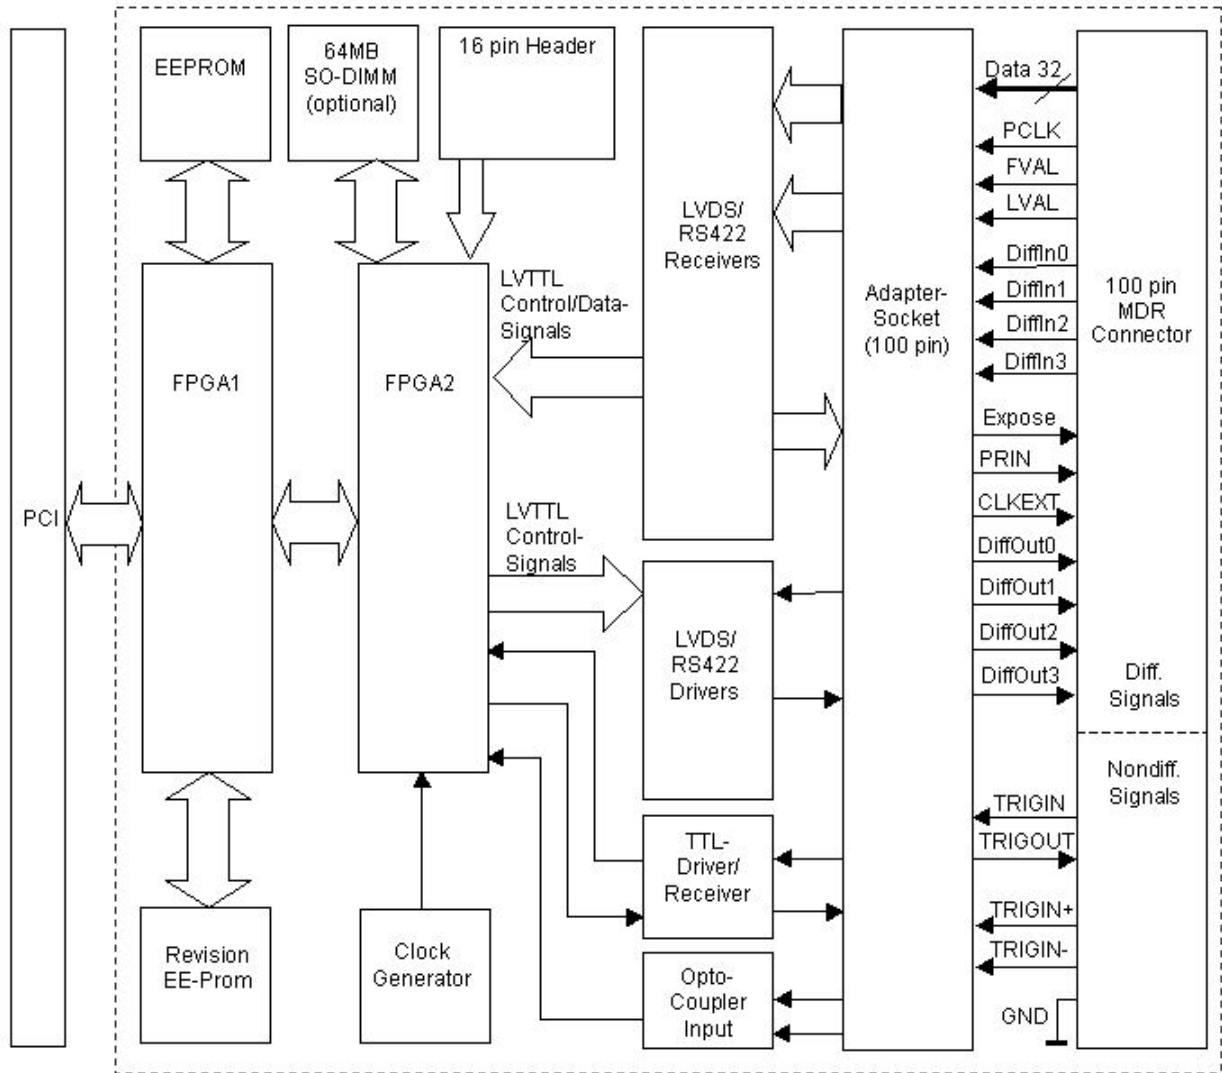 EEPROM
64MB
SO-DIMM
(optional)
16 pin Header
Data 32
PCLK
FVAL
LVAL
LVDS/
RS422
Receivers
DiffIn0
DiffIn1
DiffIn2
DiffIn3
Adapter-
Socket
(100 pin)
100 pin
MDR
Connector
LVTTL
Control/Data-
Signals
FPGA1
FPGA2
Expose
PRIN
CLKEXT
DiffOut0
DiffOut1
DiffOut2
DiffOut3
PCI
LVTTL
Control-
Signals
LVDS/
RS422
Drivers
Diff.
Signals
Nondiff.
Signals
TRIGIN
TRIGOUT
TRIGIN+
TRIGIN-
TTL-
Driver/
Receiver
Revision
EE-Prom
Clock
Generator
Opto-
Coupler
Input
GND